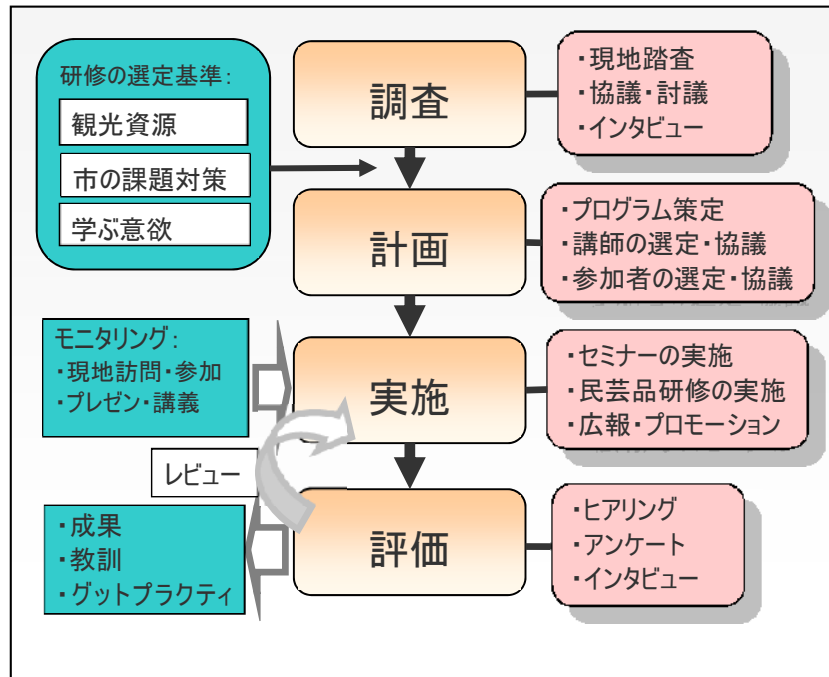 研修の選定基準:
観光資源
市の課題対策
学ぶ意欲
調査
・現地踏査
・協議・討議
・インタビュー
計画
・プログラム策定
・講師の選定・協議
・参加者の選定・協議
モニタリング:
・現地訪問・参加
・プレゼン・講義
実施
・セミナーの実施
・民芸品研修の実施
・広報・プロモーション
レビュー
・成果
・教訓
・グットプラクティ
評価
・ヒアリング
・アンケート
・インタビュー